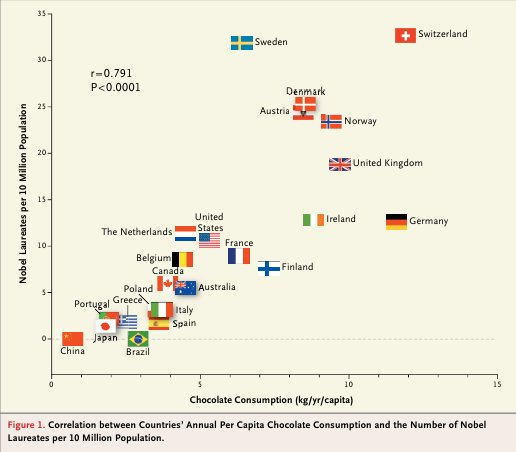 35
30
25
20
15
10
5
0
Nobel Laureates per 10 Million Population
r=0.791
P<0.0001
Switzerland
Sweden
Denmark
Austria
Norway
United Kingdom
Ireland
Germany
United
States
The Netherlands
France
Belgium
Finland
Canada
Australia
Poland
Greece
Portugal
Italy
Spain
Japan
China
Brazil
0
5
10
15
Chocolate Consumption (kg/yr/capita)
Figure 1. Correlation between Countries' Annual Per Capita Chocolate Consumption and the Number of Nobel
Laureates per 10 Million Population.